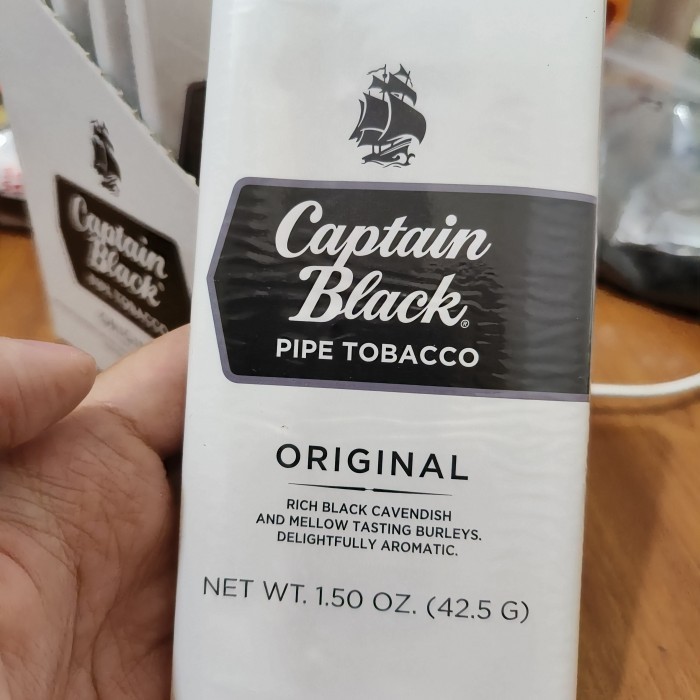 Captain
Black®
PIPE TOBACCO
ORIGINAL
RICH BLACK CAVENDISH
AND MELLOW TASTING BURLEYS.
DELIGHTFULLY AROMATIC.
NET WT. 1.50 OZ. (42.5 G)
Captain
Black
PIPE TOBACCO